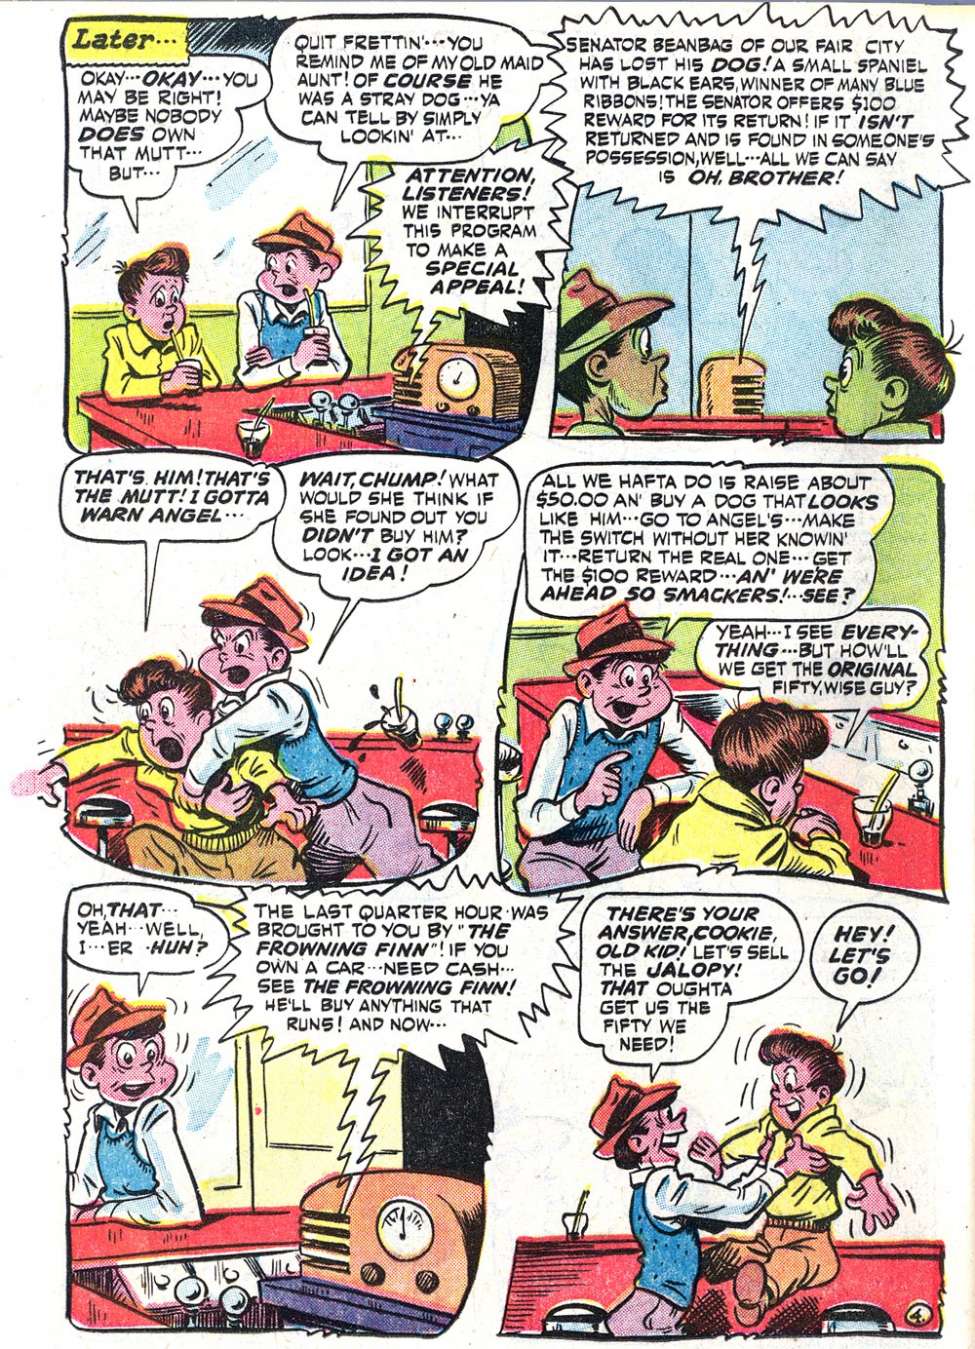 Later...
OKAY---OKAY---YOU
MAY BE RIGHT!
MAYBE NOBODY
DOES OWN
THAT MUTT---
BUT---
QUIT FRETTIN'---YOU
REMIND ME OF MY OLD MAID
AUNT! OF COURSE HE
WAS A STRAY DOG---YA
CAN TELL BY SIMPLY
LOOKIN' AT---
ATTENTION,
LISTENERS!
WE INTERRUPT
THIS PROGRAM
TO MAKE A
SPECIAL
APPEAL!
SENATOR BEANBAG OF OUR FAIR CITY
HAS LOST HIS DOG! A SMALL SPANIEL
WITH BLACK EARS, WINNER OF MANY BLUE
RIBBONS! THE SENATOR OFFERS $100
REWARD FOR ITS RETURN! IF IT ISN'T
RETURNED AND IS FOUND IN SOMEONE'S
POSSESSION, WELL---ALL WE CAN SAY
IS OH, BROTHER!
THAT'S HIM! THAT'S
THE MUTT! I GOTTA
WARN ANGEL---
WAIT, CHUMP! WHAT
WOULD SHE THINK IF
SHE FOUND OUT YOU
DIDN'T BUY HIM?
LOOK---I GOT AN
IDEA!
ALL WE HAFTA DO IS RAISE ABOUT
$50.00 AN' BUY A DOG THAT LOOKS
LIKE HIM---GO TO ANGEL'S---MAKE
THE SWITCH WITHOUT HER KNOWIN'
IT---RETURN THE REAL ONE---GET
THE $100 REWARD---AN' WE'RE
AHEAD 50 SMACKERS!---SEE?
YEAH---I SEE EVERY-
THING---BUT HOW'LL
WE GET THE ORIGINAL
FIFTY, WISE GUY?
OH, THAT---
YEAH---WELL,
I---ER -HUH?
THE LAST QUARTER HOUR WAS
BROUGHT TO YOU BY "THE
FROWNING FINN"! IF YOU
OWN A CAR---NEED CASH---
SEE THE FROWNING FINN!
HE'LL BUY ANYTHING THAT
RUNS! AND NOW---
THERE'S YOUR
ANSWER, COOKIE,
OLD KID! LET'S SELL
THE JALOPY!
THAT OUGHTA
GET US THE
FIFTY WE
NEED!
HEY!
LET'S
GO!
4.